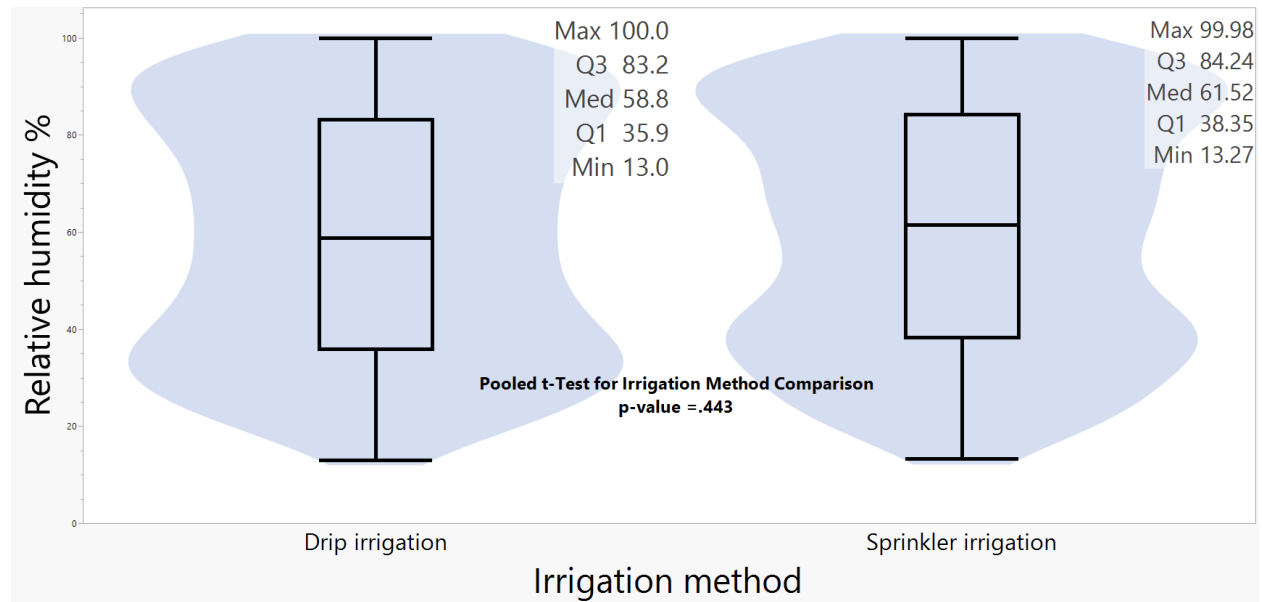 Max 100.0
Q3 83.2
Med 58.8
Q1 35.9
Min 13.0
Max 99.98
Q3 84.24
Med 61.52
Q1 38.35
Min 13.27
Relative humidity %
100
80
60
40
20
0
Pooled t-Test for Irrigation Method Comparison
p-value =.443
Drip irrigation
Sprinkler irrigation
Irrigation method